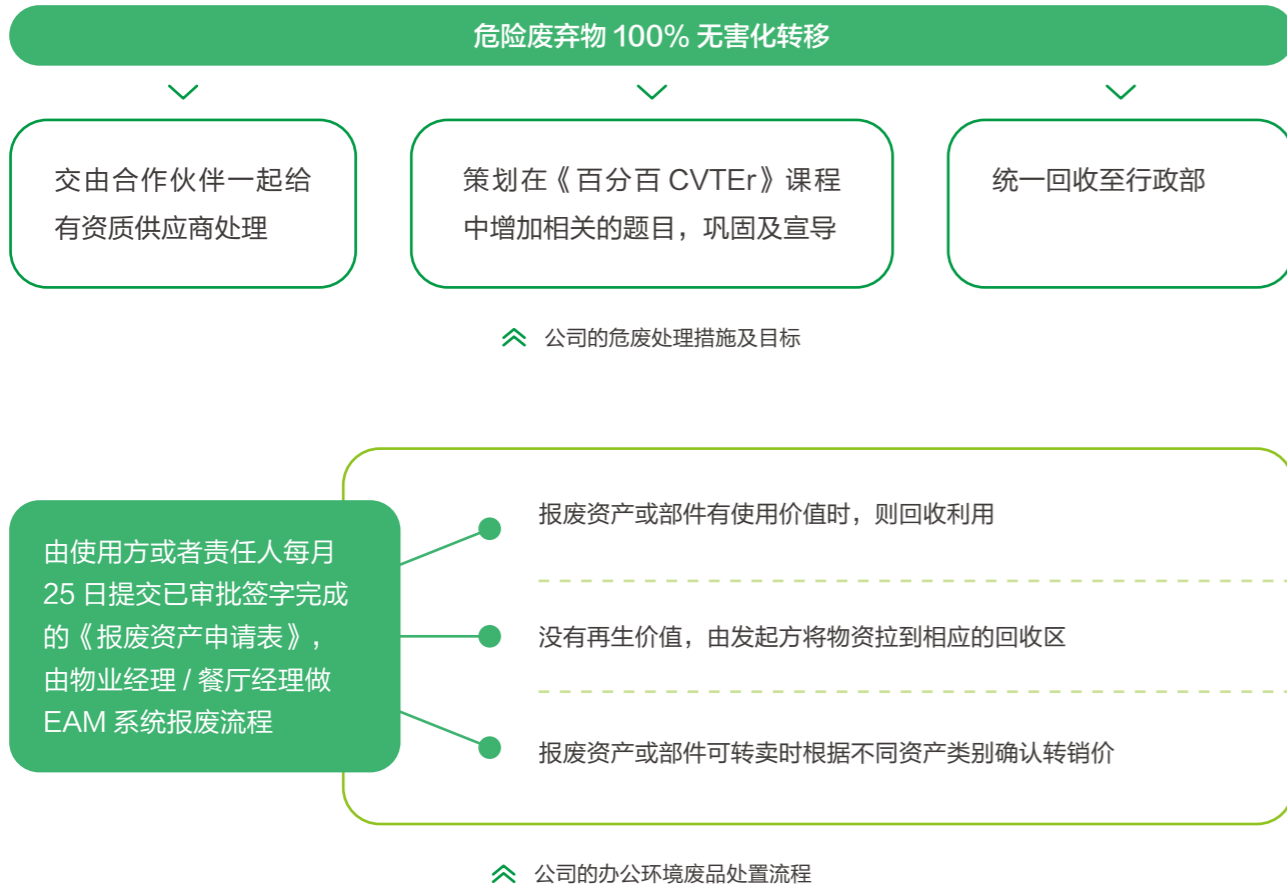 危险废弃物 100% 无害化转移
交由合作伙伴一起给
有资质供应商处理
策划在《百分百 CVTEr》课程
中增加相关的题目，巩固及宣导
统一回收至行政部
公司的危废处理措施及目标
由使用方或者责任人每月
25 日提交已审批签字完成
的《报废资产申请表》，
由物业经理 / 餐厅经理做
EAM 系统报废流程
报废资产或部件有使用价值时，则回收利用
没有再生价值，由发起方将物资拉到相应的回收区
报废资产或部件可转卖时根据不同资产类别确认转销价
公司的办公环境废品处置流程